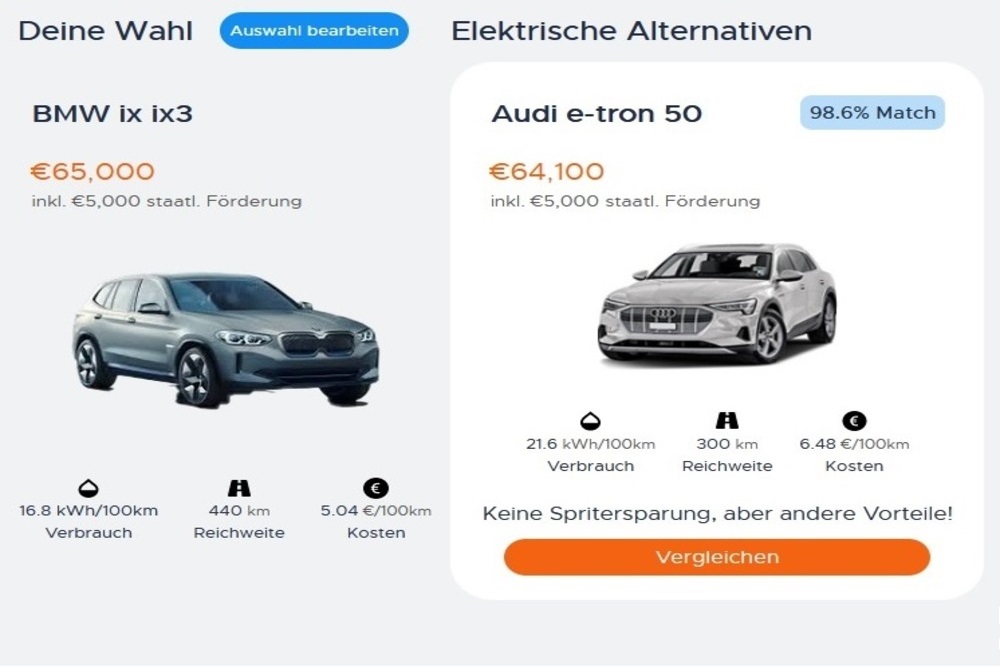 Deine Wahl
Auswahl bearbeiten
BMW ix ix3
€65,000
inkl. €5,000 staatl. Förderung
16.8 kWh/100km
Verbrauch
440 km
Reichweite
5.04 €/100km
Kosten
Elektrische Alternativen
Audi e-tron 50
98.6% Match
€64,100
inkl. €5,000 staatl. Förderung
21.6 kWh/100km
Verbrauch
300 km
Reichweite
6.48 €/100km
Kosten
Keine Spritersparung, aber andere Vorteile!
Vergleichen